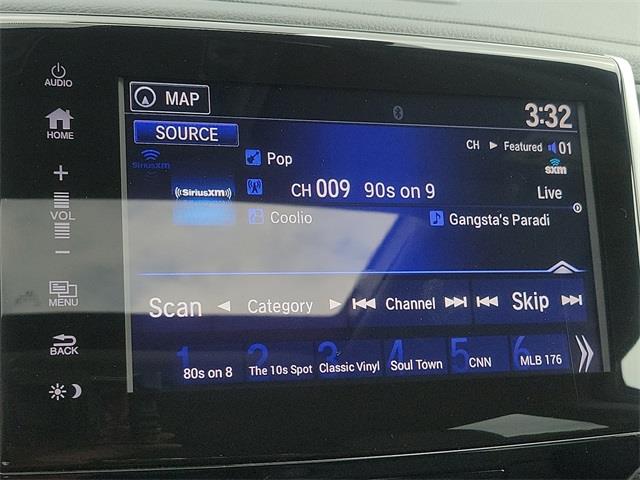 AUDIO
MAP
3:32
HOME
SOURCE
CH ▶ Featured 01
SiriusXM
Pop
sxm
((SiriusXM))
CH 009 90s on 9
Live
VOL
Coolio
Gangsta's Paradi
MENU
Scan Category Channel Skip
BACK
1 2 3 4 5 6
80s on 8 The 10s Spot Classic Vinyl Soul Town CNN MLB 176